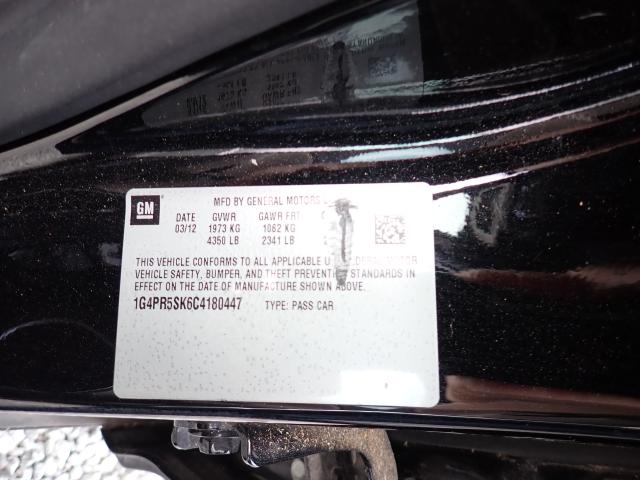 GM
MFD BY GENERAL MOTORS
DATE GVWR GAWR FRT
03/12 1973 KG 1062 KG
4350 LB 2341 LB
THIS VEHICLE CONFORMS TO ALL APPLICABLE MOTOR
VEHICLE SAFETY, BUMPER, AND THEFT PREVENTION STANDARDS IN
EFFECT ON THE DATE OF MANUFACTURE SHOWN ABOVE.
1G4PR5SK6C4180447 TYPE: PASS CAR